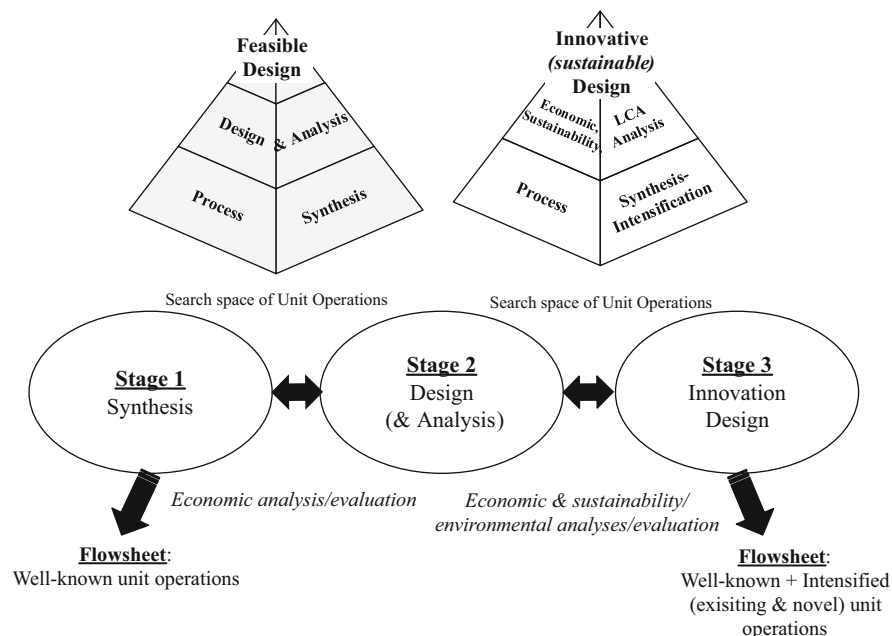 Feasible
Design
Design & Analysis
Process
Synthesis
Innovative
(sustainable)
Design
Economic,
Sustainability,
LCA
Analysis
Process
Synthesis-
Intensification
Search space of Unit Operations
Search space of Unit Operations
Stage 1
Synthesis
Stage 2
Design
(& Analysis)
Stage 3
Innovation
Design
Economic analysis/evaluation
Economic & sustainability/
environmental analyses/evaluation
Flowsheet:
Well-known unit operations
Flowsheet:
Well-known + Intensified
(exisiting & novel) unit
operations